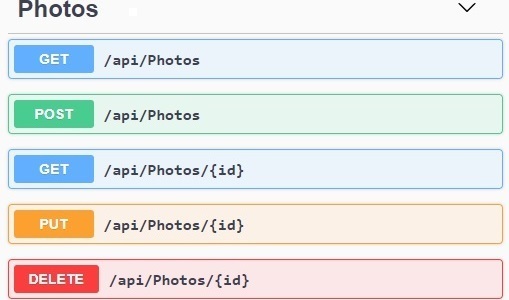 Photos
GET /api/Photos
POST /api/Photos
GET /api/Photos/{id}
PUT /api/Photos/{id}
DELETE /api/Photos/{id}